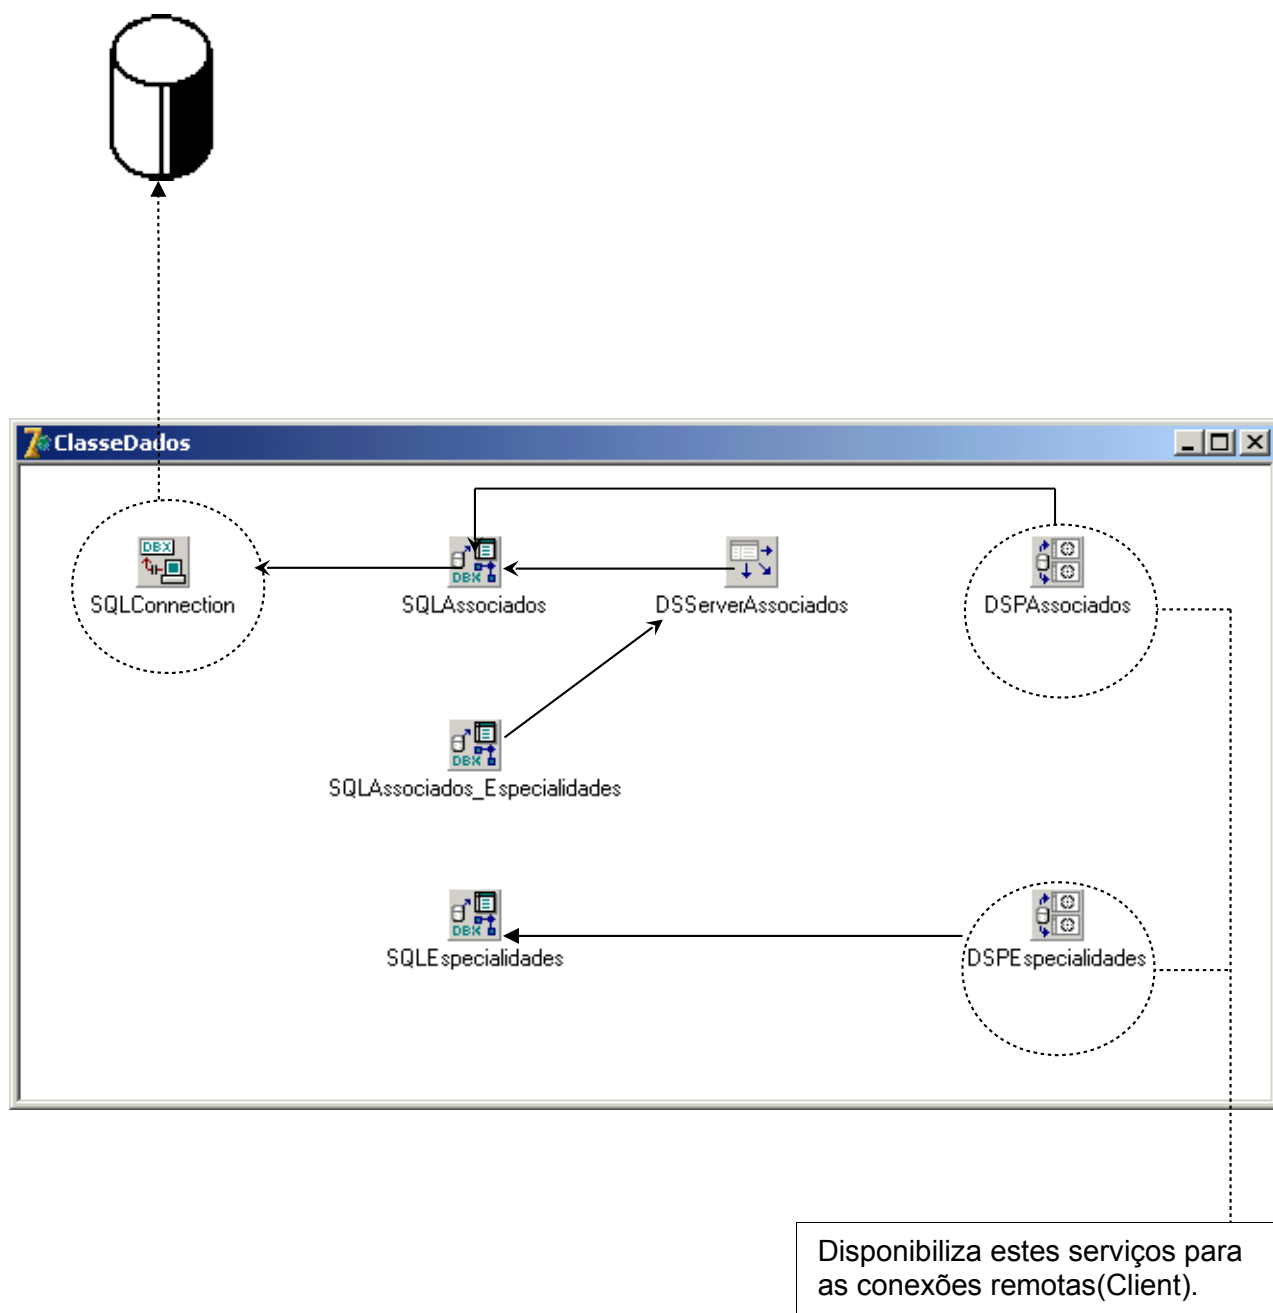 ClasseDados
DBX
SQLConnection
DBX
SQLAssociados
DSServerAssociados
DSPAssociados
DBX
SQLAssociados_Especialidades
DBX
SQLEspecialidades
DSPEspecialidades
Disponibiliza estes serviços para
as conexões remotas(Client).